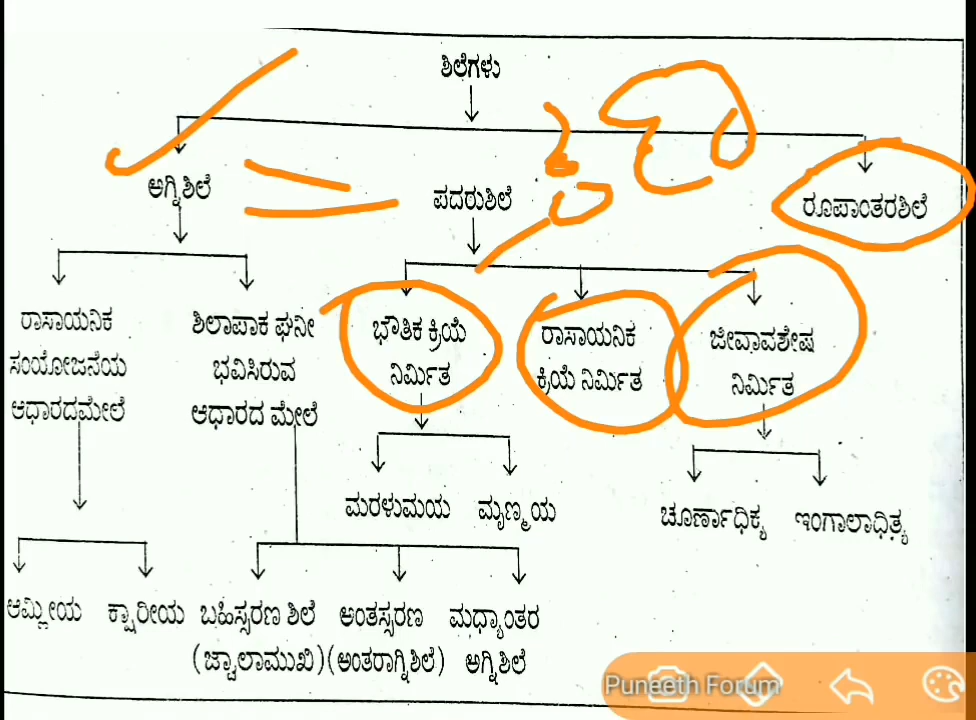 ಶಿಲೆಗಳು
ಅಗ್ನಿಶಿಲೆ ಪದರುಶಿಲೆ ರೂಪಾಂತರಶಿಲೆ
ರಾಸಾಯನಿಕ ಶಿಲಾಪಾಕ ಘನೀ ಭೌತಿಕ ಕ್ರಿಯೆ ರಾಸಾಯನಿಕ ಜೀವಾವಶೇಷ
ಸಂಯೋಜನೆಯ ಭವಿಸಿರುವ ನಿರ್ಮಿತ ಕ್ರಿಯೆ ನಿರ್ಮಿತ ನಿರ್ಮಿತ
ಆಧಾರದಮೇಲೆ ಆಧಾರದ ಮೇಲೆ
ಮರಳುಮಯ ಮೃಣ್ಮಯ ಚೂರ್ಣಾಧಿಕ್ಯ ಇಂಗಾಲಾಧಿತ್ಯ
ಆಮ್ಲೀಯ ಕ್ಷಾರೀಯ ಬಹಿಸ್ಸರಣ ಶಿಲೆ ಅಂತಸ್ಸರಣ ಮಧ್ಯಾಂತರ
(ಜ್ವಾಲಾಮುಖಿ) (ಅಂತರಾಗ್ನಿಶಿಲೆ) ಅಗ್ನಿಶಿಲೆ
Puneeth Forum